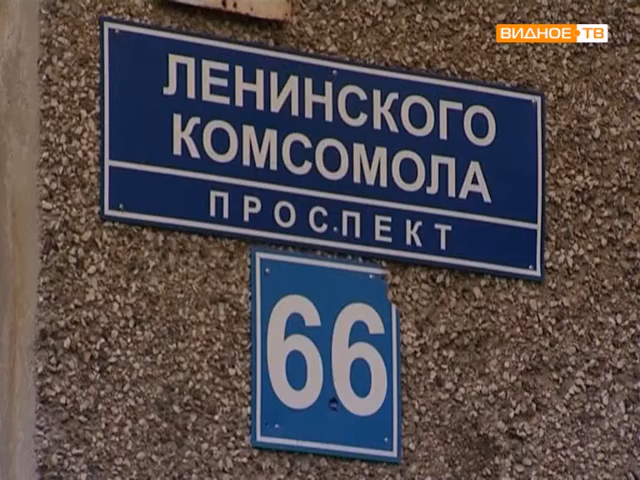 ВИДНОЕ ТВ
ЛЕНИНСКОГО
КОМСОМОЛА
ПРОСПЕКТ
66